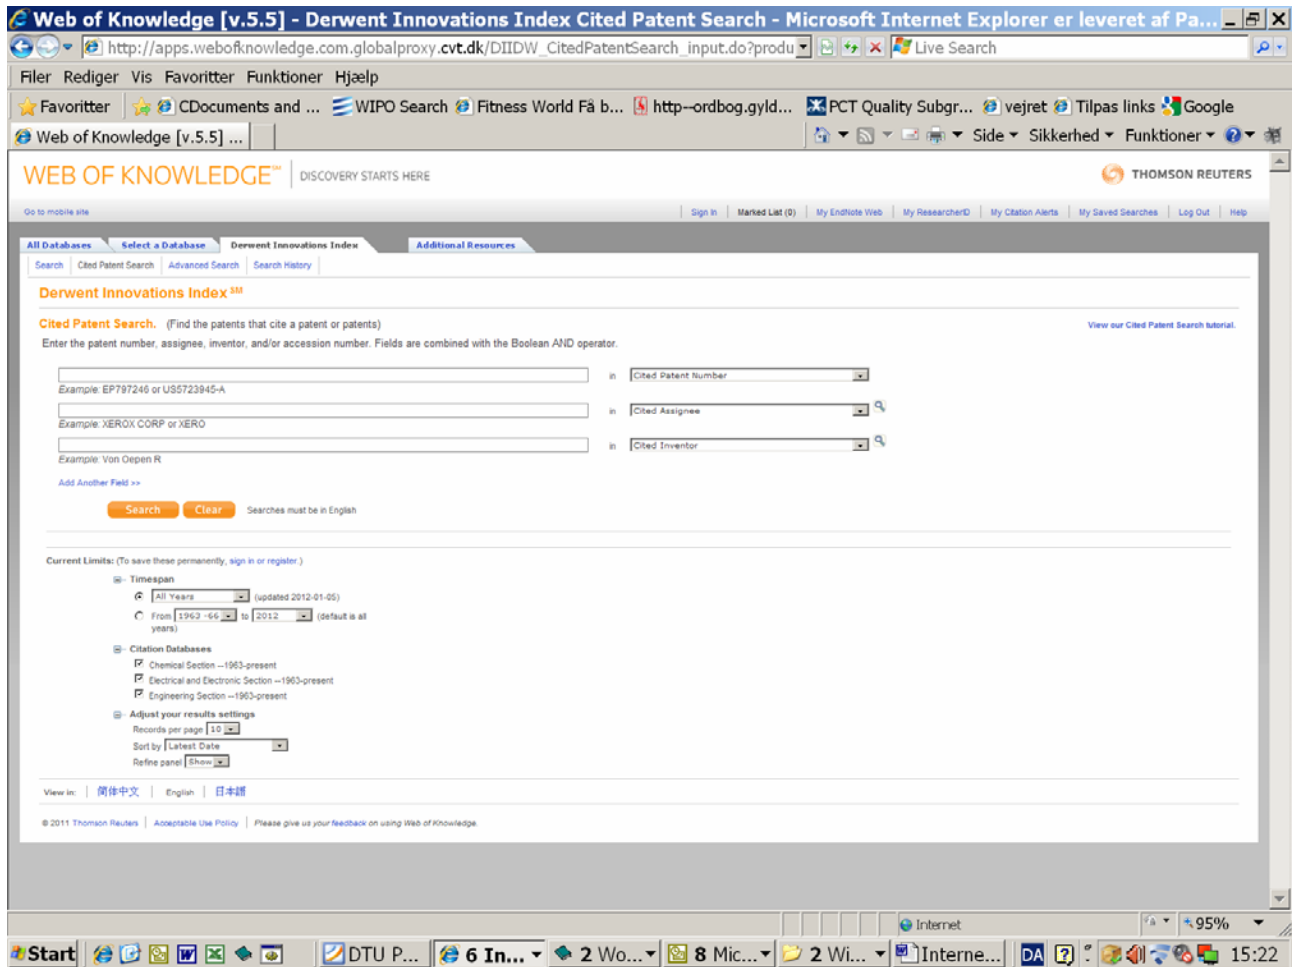 Web of Knowledge [v.5.5] - Derwent Innovations Index Cited Patent Search - Microsoft Internet Explorer er leveret af Pa...
http://apps.webofknowledge.com.globalproxy.cvt.dk/DIIDW_CitedPatentSearch_input.do?produ Live Search
Filer Rediger Vis Favoritter Funktioner Hjælp
Favoritter CDocuments and ... WIPO Search Fitness World Få b... http--ordbog.gyld... PCT Quality Subgr... vejret Tilpas links Google
Web of Knowledge [v.5.5] ... Side Sikkerhed Funktioner
WEB OF KNOWLEDGE℠ DISCOVERY STARTS HERE THOMSON REUTERS
Go to mobile site Sign In Marked List (0) My EndNote Web My ResearcherID My Citation Alerts My Saved Searches Log Out Help
All Databases Select a Database Derwent Innovations Index Additional Resources
Search Cited Patent Search Advanced Search Search History
Derwent Innovations Index℠
Cited Patent Search. (Find the patents that cite a patent or patents) View our Cited Patent Search tutorial.
Enter the patent number, assignee, inventor, and/or accession number. Fields are combined with the Boolean AND operator.
in Cited Patent Number
Example: EP797246 or US5723945-A
in Cited Assignee
Example: XEROX CORP or XERO
in Cited Inventor
Example: Von Oepen R
Add Another Field >>
Search Clear Searches must be in English
Current Limits: (To save these permanently, sign in or register.)
Timespan
All Years (updated 2012-01-05)
From 1963 -66 to 2012 (default is all
years)
Citation Databases
Chemical Section --1963-present
Electrical and Electronic Section --1963-present
Engineering Section --1963-present
Adjust your results settings
Records per page 10
Sort by Latest Date
Refine panel Show
View in: 简体中文 English 日本語
© 2011 Thomson Reuters Acceptable Use Policy Please give us your feedback on using Web of Knowledge.
Internet 95%
Start DTU P... 6 In... 2 Wo... 8 Mic... 2 Wi... Interne... DA 15:22